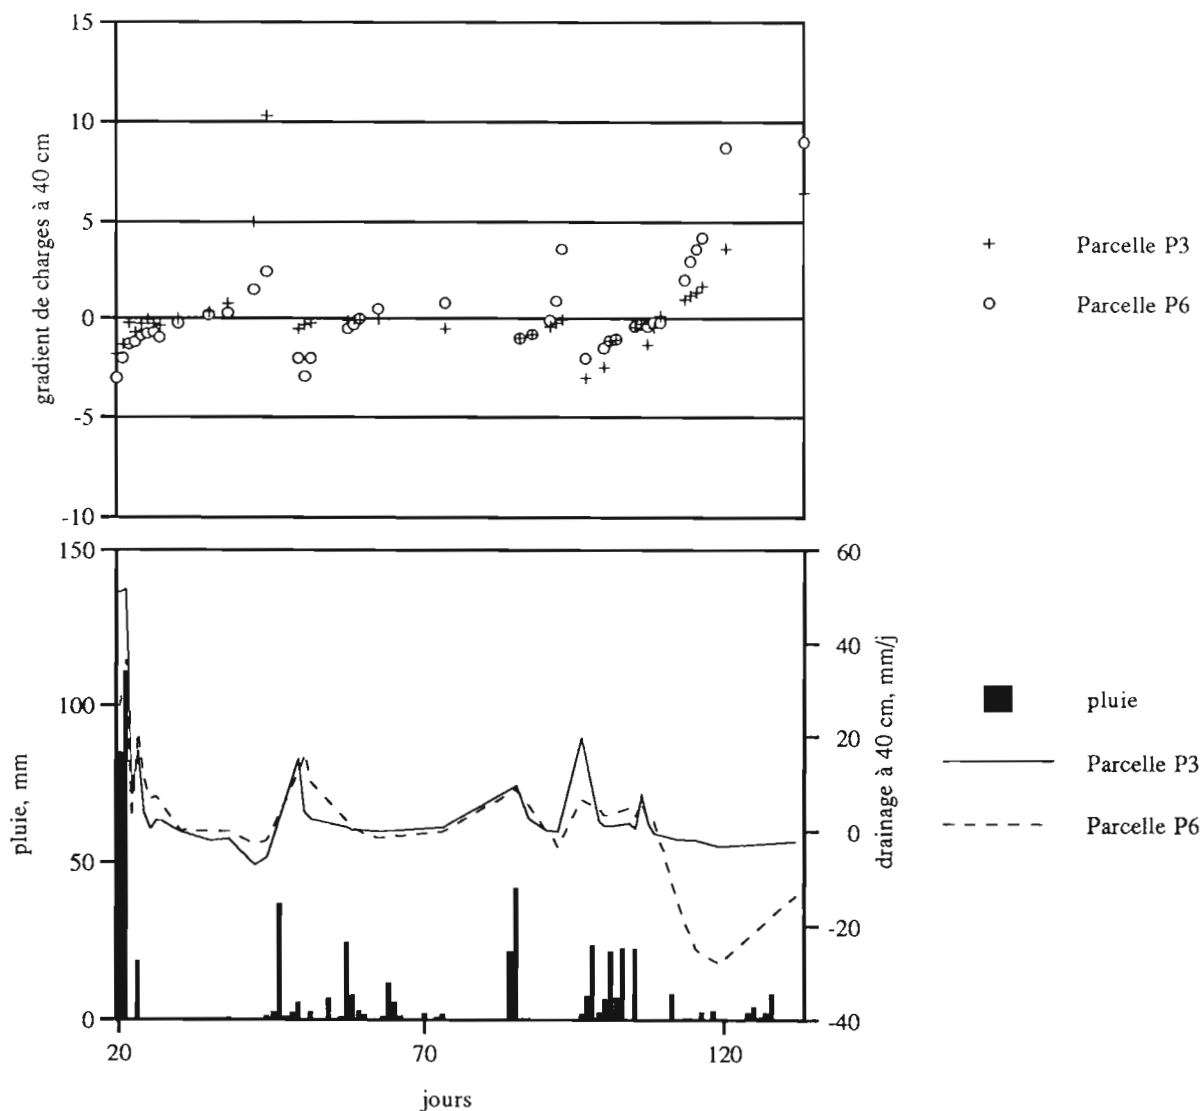 gradient de charges à 40 cm
15
10
5
0
-5
-10
+ Parcelle P3
o Parcelle P6
pluie, mm
150
100
50
0
60
40
20
0
-20
-40
drainage à 40 cm, mm/j
20
70
120
jours
pluie
Parcelle P3
Parcelle P6